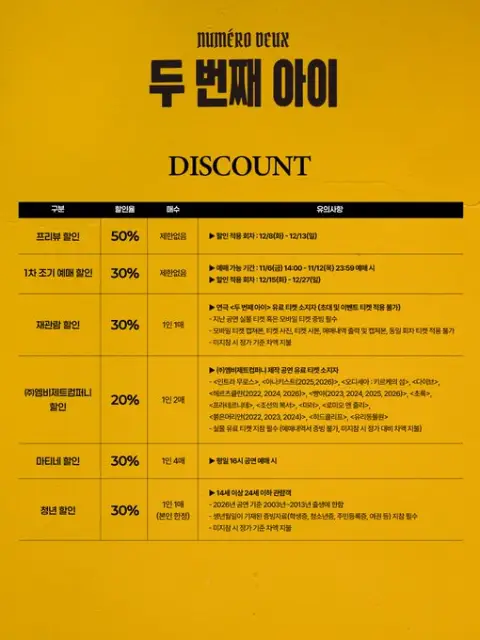 NUMÉRO DEUX
두 번째 아이
DISCOUNT
구분 할인율 매수 유의사항
프리뷰 할인 50% 제한없음 ▶ 할인 적용 회차 : 12/8(화) - 12/13(일)
1차 조기 예매 할인 30% 제한없음 ▶ 예매 가능 기간 : 11/6(금) 14:00 - 11/12(목) 23:59 예매 시
▶ 할인 적용 회차 : 12/15(화) - 12/27(일)
재관람 할인 30% 1인 1매 ▶ 연극 <두 번째 아이> 유료 티켓 소지자 (초대 및 이벤트 티켓 적용 불가)
- 지난 공연 실물 티켓 혹은 모바일 티켓 증빙 필수
- 모바일 티켓 캡쳐본, 티켓 사진, 티켓 사본, 예매내역 출력 및 캡쳐본, 동일 회차 티켓 적용 불가
- 미지참 시 정가 기준 차액 지불
㈜엠비제트컴퍼니
할인 20% 1인 2매 ▶ ㈜엠비제트컴퍼니 제작 공연 유료 티켓 소지자
- <인트라 무로스>, <아나키스트(2025,2026)>, <오디세이 : 키르케의 섬>, <다이브>,
<메르츠클란(2022, 2024, 2026)>, <빵야(2023, 2024, 2025, 2026)>, <초록>,
<프라테르니테>, <조선의 복서>, <미러>, <로미오 앤 줄리>,
<붉은머리안(2022, 2023, 2024)>, <하드클리프>, <유리동물원>
- 실물 유료 티켓 지참 필수 (예매내역서 증빙 불가, 미지참 시 정가 대비 차액 지불)
마티네 할인 30% 1인 4매 ▶ 평일 16시 공연 예매 시
청년 할인 30% 1인 1매
(본인 한정) ▶ 14세 이상 24세 이하 관람객
- 2026년 공연 기준 2003년~2013년 출생에 한함
- 생년월일이 기재된 증빙자료(학생증, 청소년증, 주민등록증, 여권 등) 지참 필수
- 미지참 시 정가 기준 차액 지불